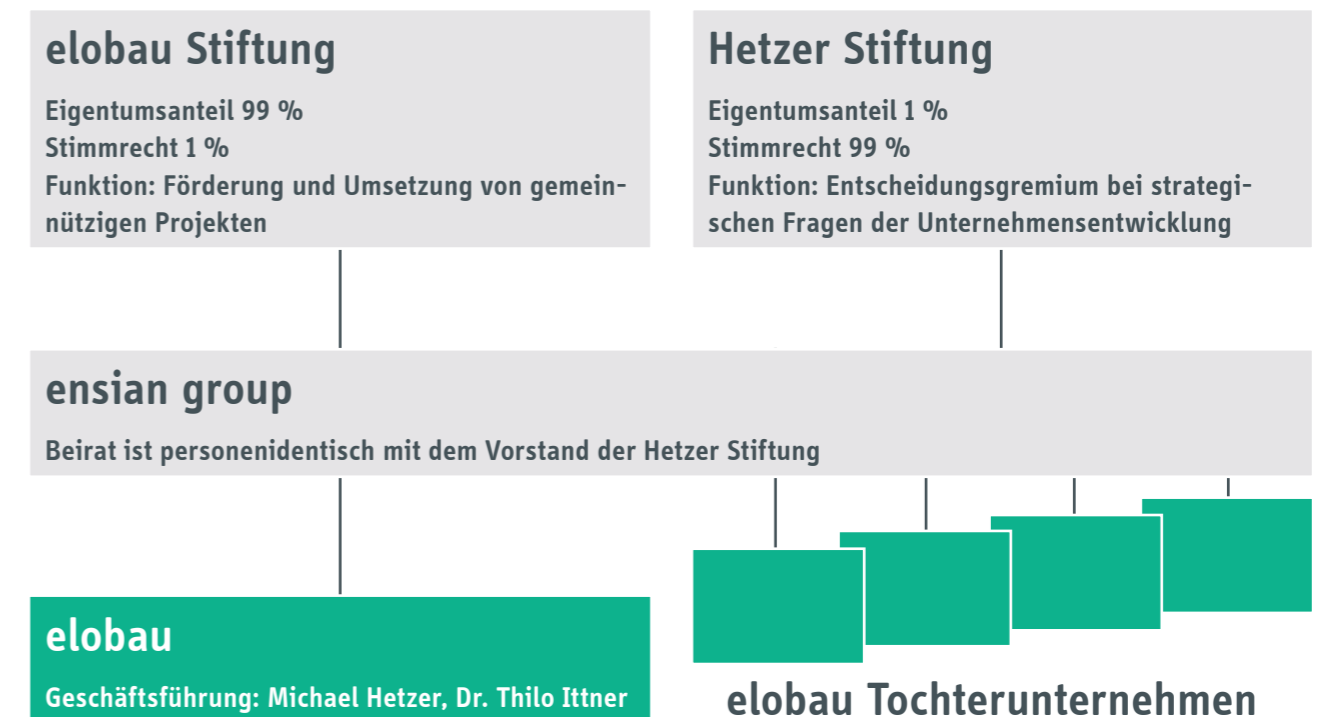 elobau Stiftung
Eigentumsanteil 99 %
Stimmrecht 1 %
Funktion: Förderung und Umsetzung von gemein-
nützigen Projekten
Hetzer Stiftung
Eigentumsanteil 1 %
Stimmrecht 99 %
Funktion: Entscheidungsgremium bei strategi-
schen Fragen der Unternehmensentwicklung
ensian group
Beirat ist personenidentisch mit dem Vorstand der Hetzer Stiftung
elobau
Geschäftsführung: Michael Hetzer, Dr. Thilo Ittner
elobau Tochterunternehmen